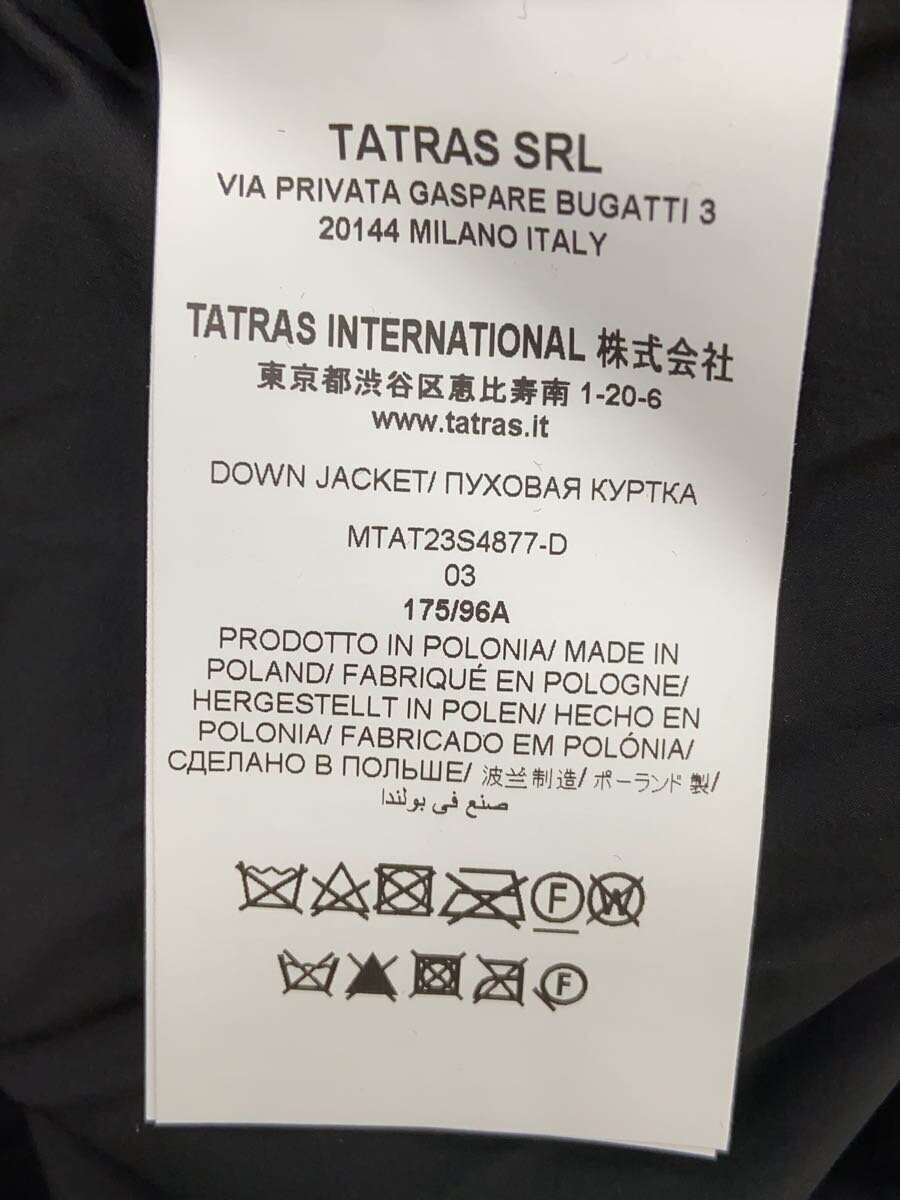 TATRAS SRL
VIA PRIVATA GASPARE BUGATTI 3
20144 MILANO ITALY
TATRAS INTERNATIONAL 株式会社
東京都渋谷区恵比寿南 1-20-6
www.tatras.it
DOWN JACKET/ ПУХОВАЯ КУРТКА
MTAT23S4877-D
03
175/96A
PRODOTTO IN POLONIA/ MADE IN
POLAND/ FABRIQUÉ EN POLOGNE/
HERGESTELLT IN POLEN/ HECHO EN
POLONIA/ FABRICADO EM POLÓNIA/
СДЕЛАНО В ПОЛЬШЕ/ 波兰制造/ ポーランド製/
صنع في بولندا
F W
F